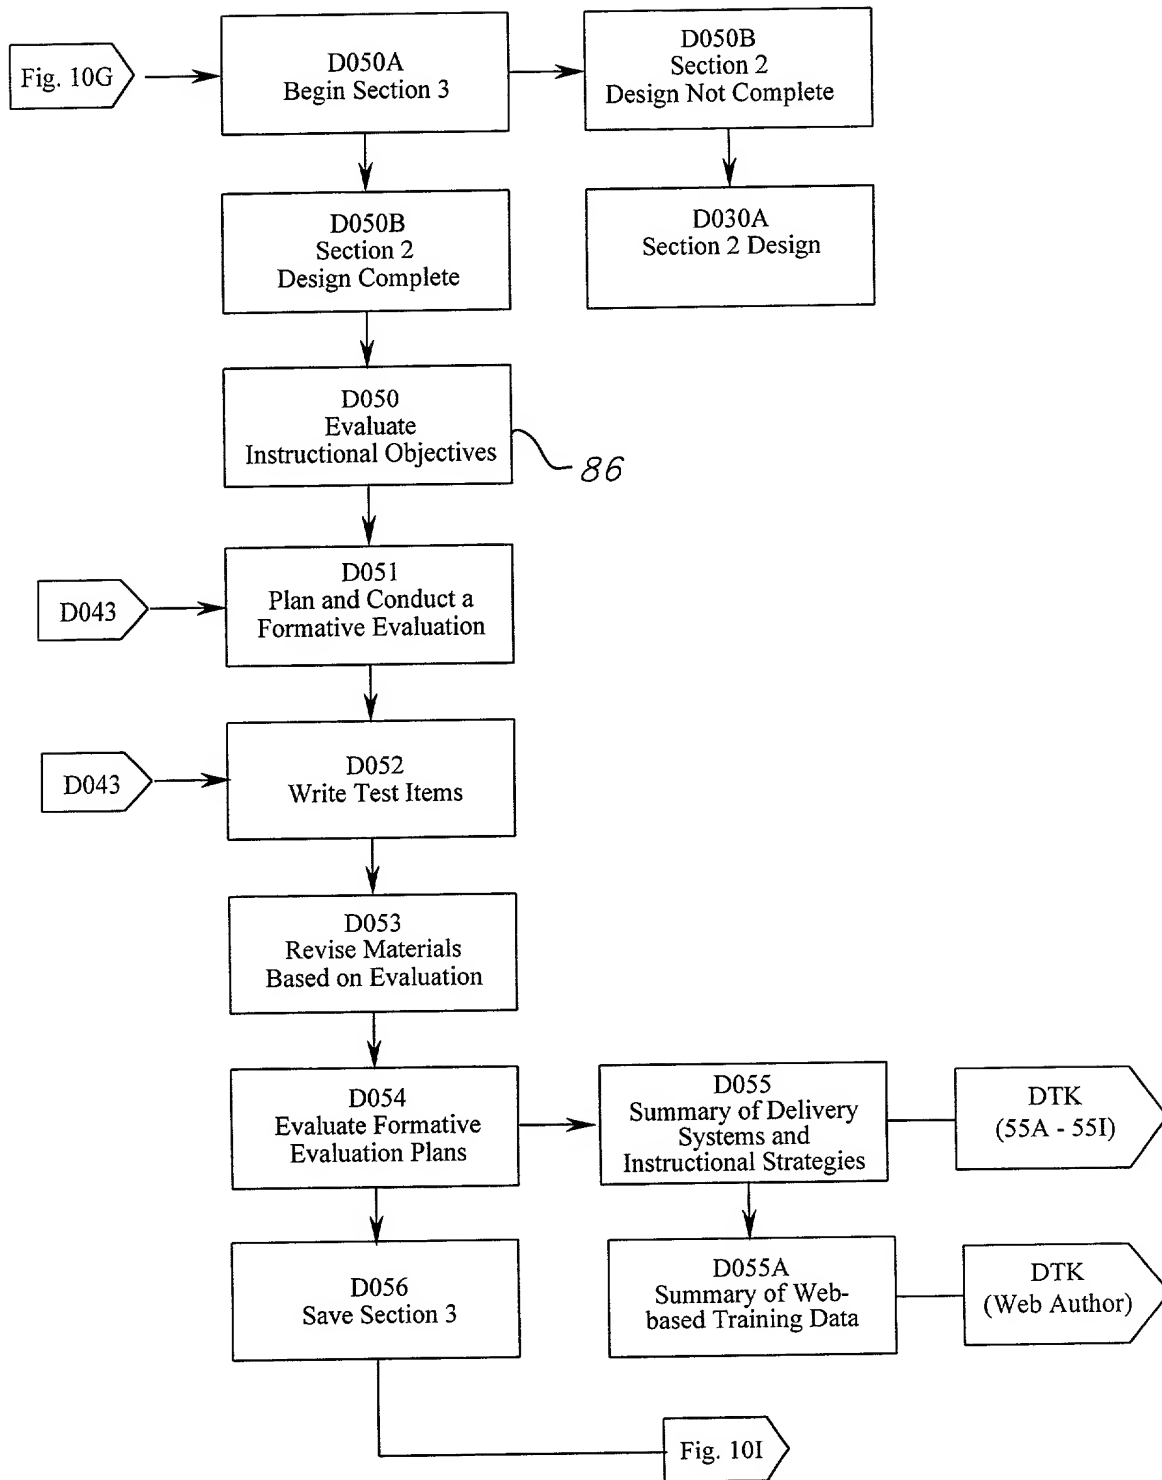 Fig. 10G
D050A
Begin Section 3
D050B
Section 2
Design Not Complete
D050B
Section 2
Design Complete
D030A
Section 2 Design
D050
Evaluate
Instructional Objectives
86
D043
D051
Plan and Conduct a
Formative Evaluation
D043
D052
Write Test Items
D053
Revise Materials
Based on Evaluation
D054
Evaluate Formative
Evaluation Plans
D055
Summary of Delivery
Systems and
Instructional Strategies
DTK
(55A - 55I)
D056
Save Section 3
D055A
Summary of Web-
based Training Data
DTK
(Web Author)
Fig. 10I